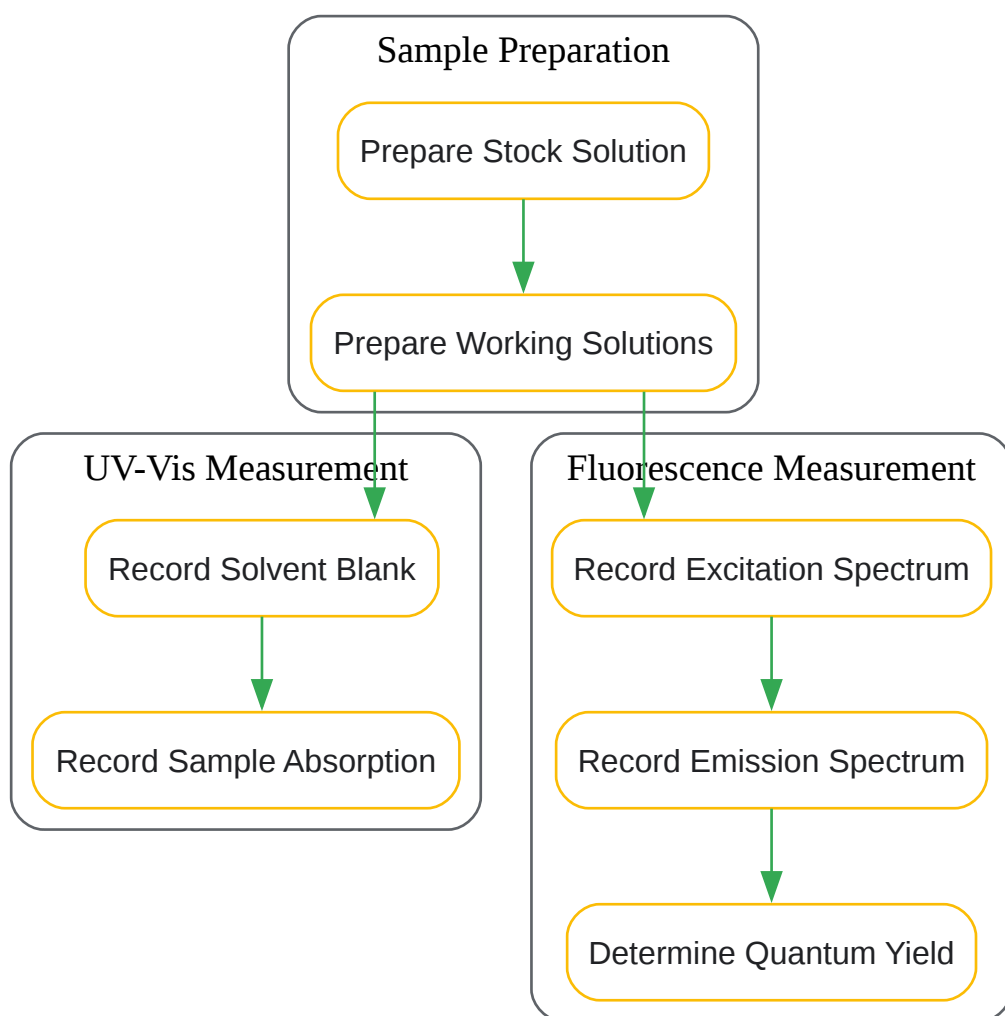 Sample Preparation
Prepare Stock Solution
Prepare Working Solutions
UV-Vis Measurement
Record Solvent Blank
Record Sample Absorption
Fluorescence Measurement
Record Excitation Spectrum
Record Emission Spectrum
Determine Quantum Yield